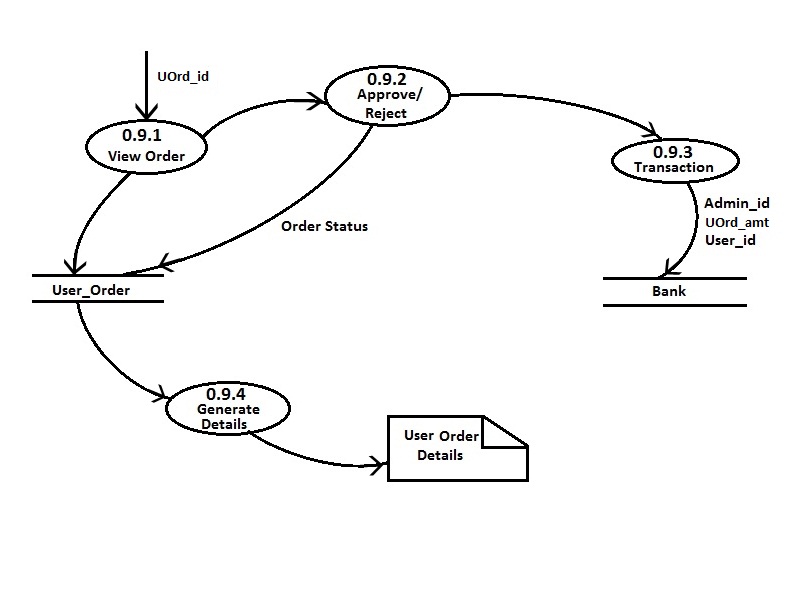 UOrd_id
0.9.1
View Order
0.9.2
Approve/
Reject
0.9.3
Transaction
Admin_id
UOrd_amt
User_id
Order Status
User_Order
Bank
0.9.4
Generate
Details
User Order
Details